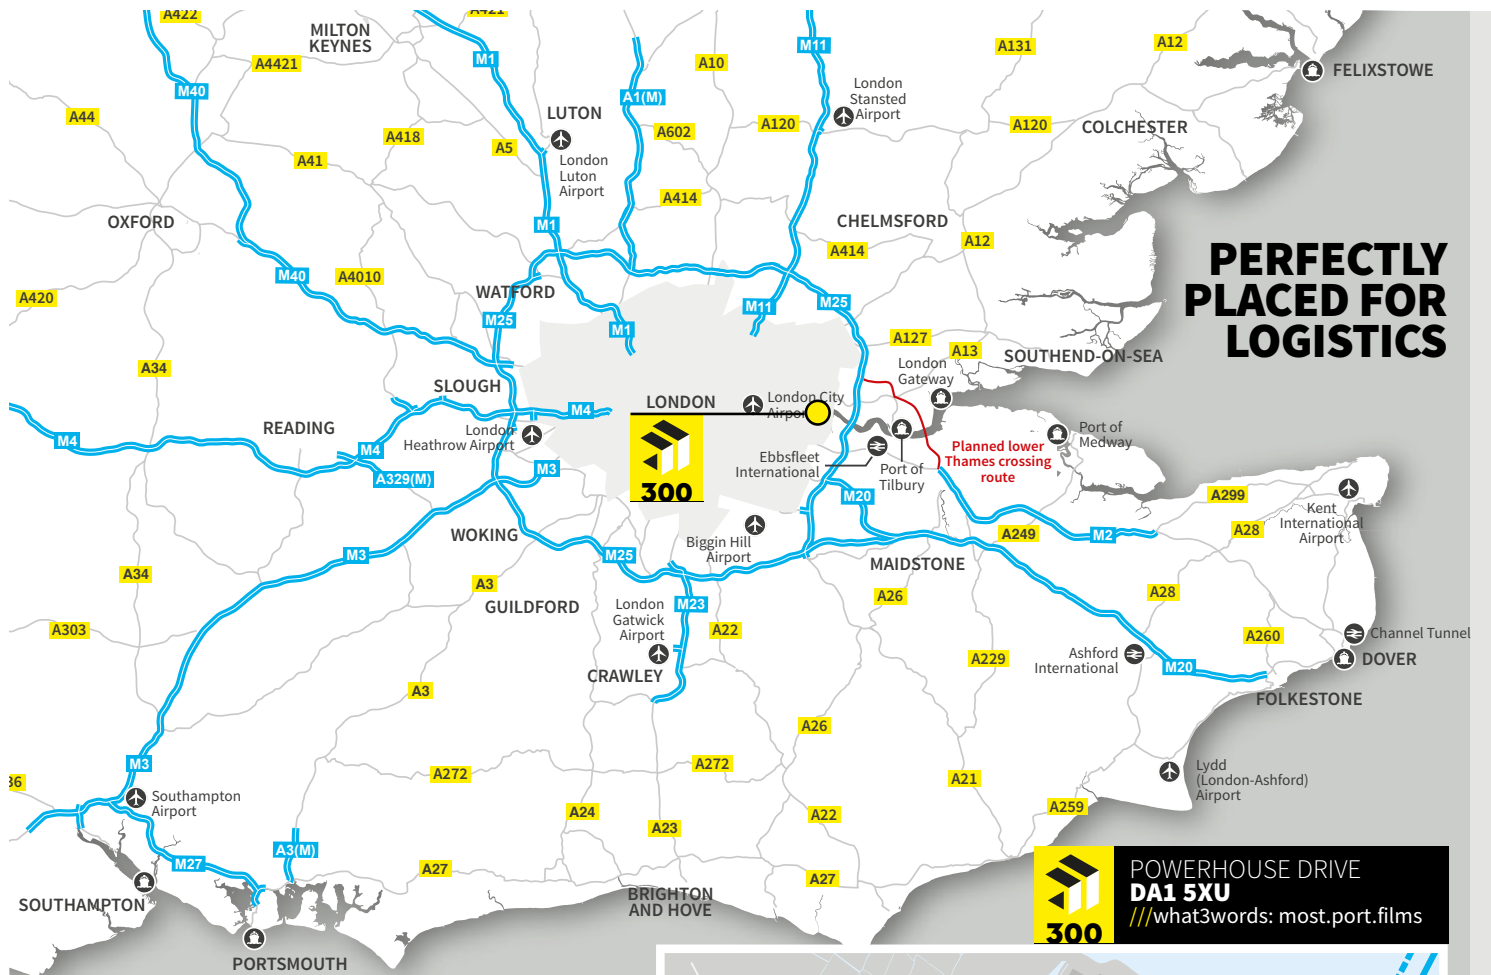 A422
A421
MILTON
KEYNES
M11
A131
A12
M1
A4421
A10
FELIXSTOWE
M40
London
Stansted
Airport
A1(M)
A44
LUTON
A120
A120
COLCHESTER
A418
A602
A5
A41
London
Luton
Airport
A414
OXFORD
M1
CHELMSFORD
A414
A12
PERFECTLY
PLACED FOR
LOGISTICS
M40
A4010
WATFORD
A420
M25
M11
M25
M1
A127
A13
SOUTHEND-ON-SEA
A34
London
Gateway
SLOUGH
LONDON
London City
Airport
M4
READING
London
Heathrow Airport
M4
M4
Port of
Medway
Planned lower
Thames crossing
route
Ebbsfleet
International
Port of
Tilbury
M3
A329(M)
300
M20
A299
Kent
International
Airport
A28
WOKING
Biggin Hill
Airport
A249
M2
M3
M25
MAIDSTONE
A34
A3
A28
A26
GUILDFORD
London
Gatwick
Airport
M23
A303
A22
A260
Channel Tunnel
DOVER
A229
Ashford
International
M20
CRAWLEY
A3
FOLKESTONE
A26
M3
A272
A272
A21
Lydd
(London-Ashford)
Airport
36
Southampton
Airport
A24
A22
A259
A23
A3(M)
M27
A27
A27
POWERHOUSE DRIVE
DA1 5XU
///what3words: most.port.films
300
SOUTHAMPTON
BRIGHTON
AND HOVE
PORTSMOUTH